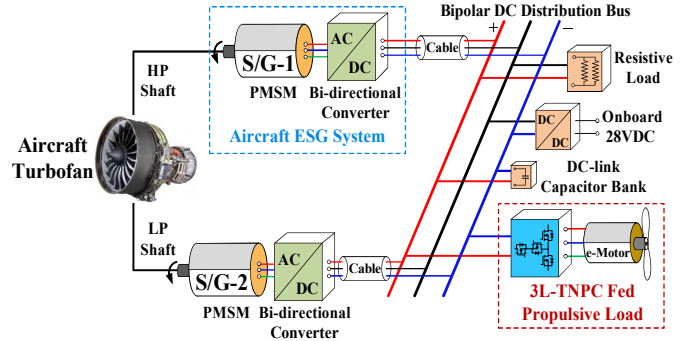 Bipolar DC Distribution Bus
+
−
S/G-1
AC
DC
Cable
HP
Shaft
PMSM
Bi-directional
Converter
Aircraft ESG System
Resistive
Load
DC
DC
Onboard
28VDC
Aircraft
Turbofan
DC-link
Capacitor Bank
LP
Shaft
S/G-2
AC
DC
Cable
PMSM
Bi-directional
Converter
e-Motor
3L-TNPC Fed
Propulsive Load